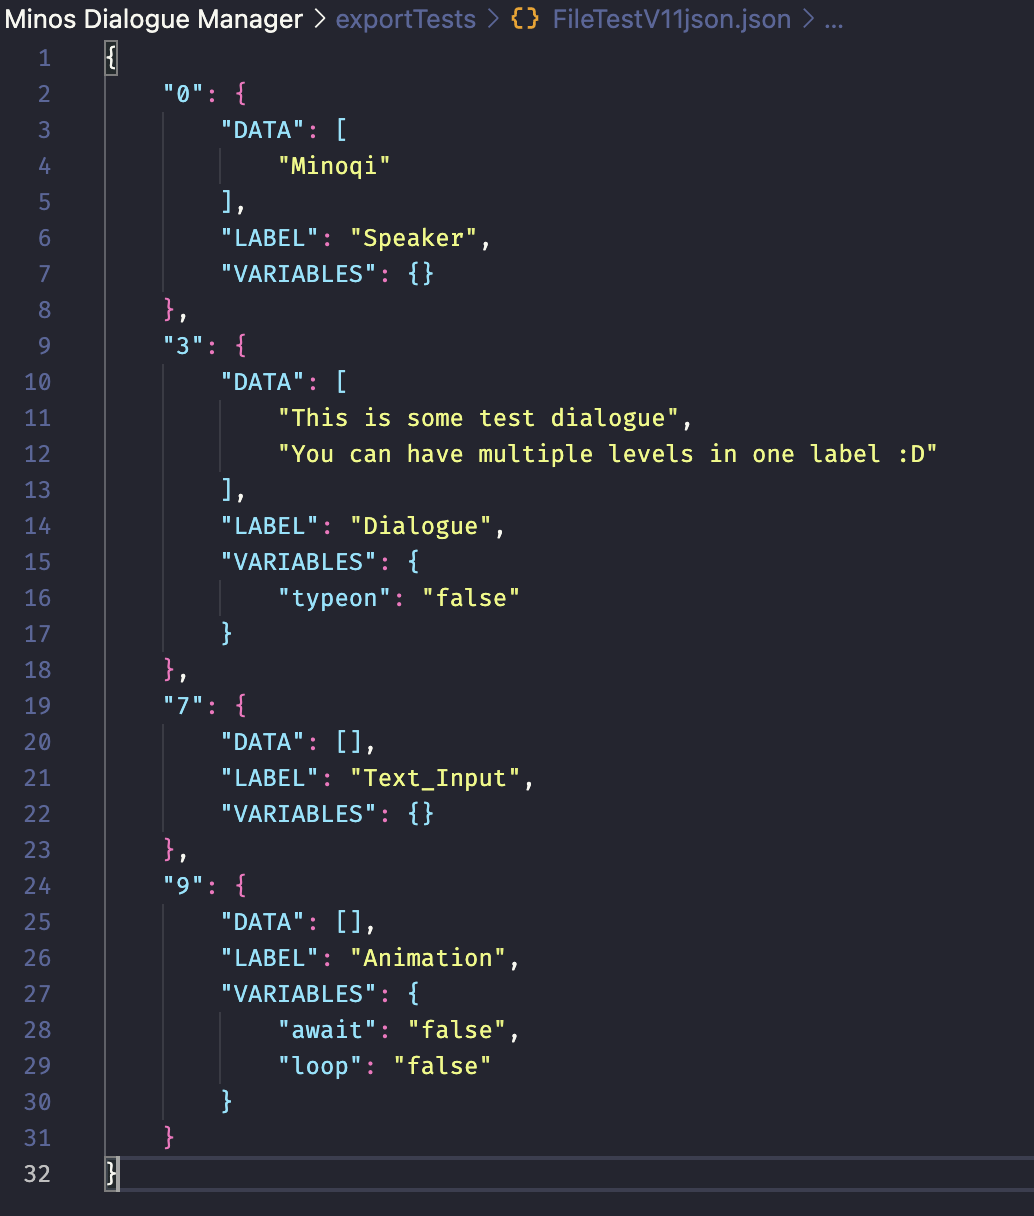 Minos Dialogue Manager > exportTests > {} FileTestV11json.json > ...
1 {
2     "0": {
3         "DATA": [
4             "Minoqi"
5         ],
6         "LABEL": "Speaker",
7         "VARIABLES": {}
8     },
9     "3": {
10         "DATA": [
11             "This is some test dialogue",
12             "You can have multiple levels in one label :D"
13         ],
14         "LABEL": "Dialogue",
15         "VARIABLES": {
16             "typeon": "false"
17         }
18     },
19     "7": {
20         "DATA": [],
21         "LABEL": "Text_Input",
22         "VARIABLES": {}
23     },
24     "9": {
25         "DATA": [],
26         "LABEL": "Animation",
27         "VARIABLES": {
28             "await": "false",
29             "loop": "false"
30         }
31     }
32 }